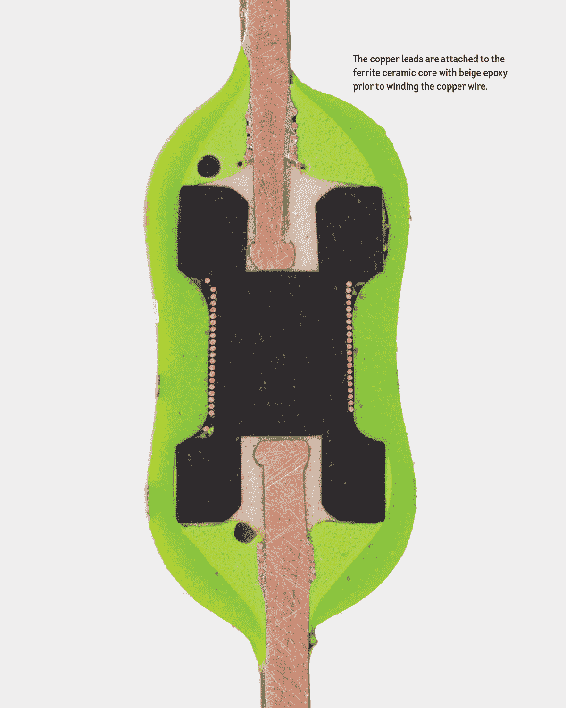 The copper leads are attached to the
ferrite ceramic core with beige epoxy
prior to winding the copper wire.